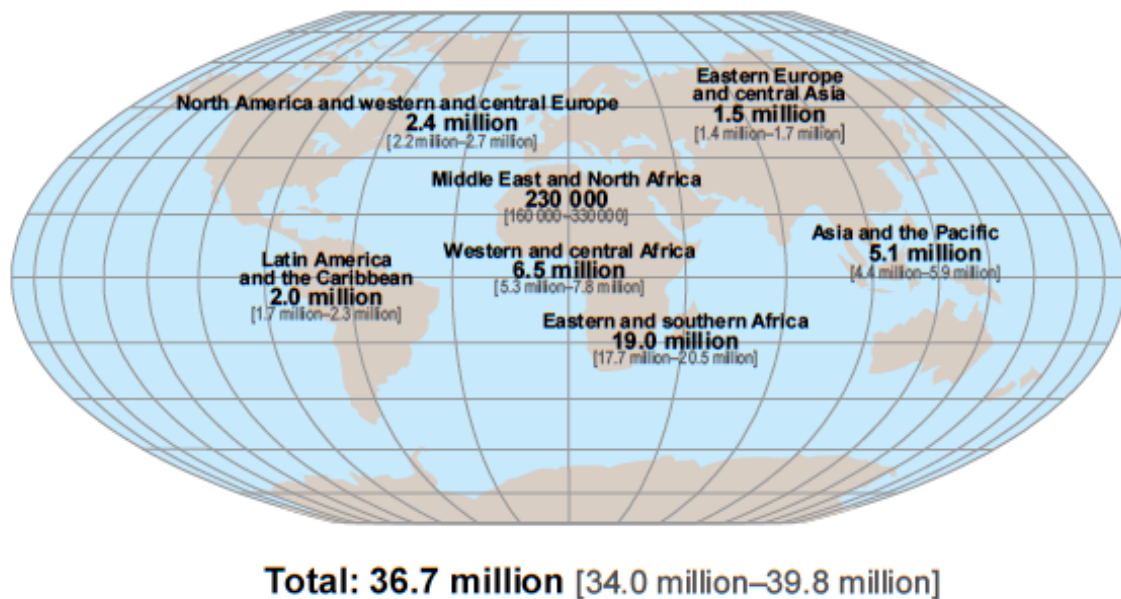 Eastern Europe
and central Asia
1.5 million
[1.4 million–1.7 million]
North America and western and central Europe
2.4 million
[2.2 million–2.7 million]
Middle East and North Africa
230 000
[160 000–330 000]
Asia and the Pacific
5.1 million
[4.4 million–5.9 million]
Western and central Africa
6.5 million
[5.3 million–7.8 million]
Latin America
and the Caribbean
2.0 million
[1.7 million–2.3 million]
Eastern and southern Africa
19.0 million
[17.7 million–20.5 million]
Total: 36.7 million [34.0 million–39.8 million]